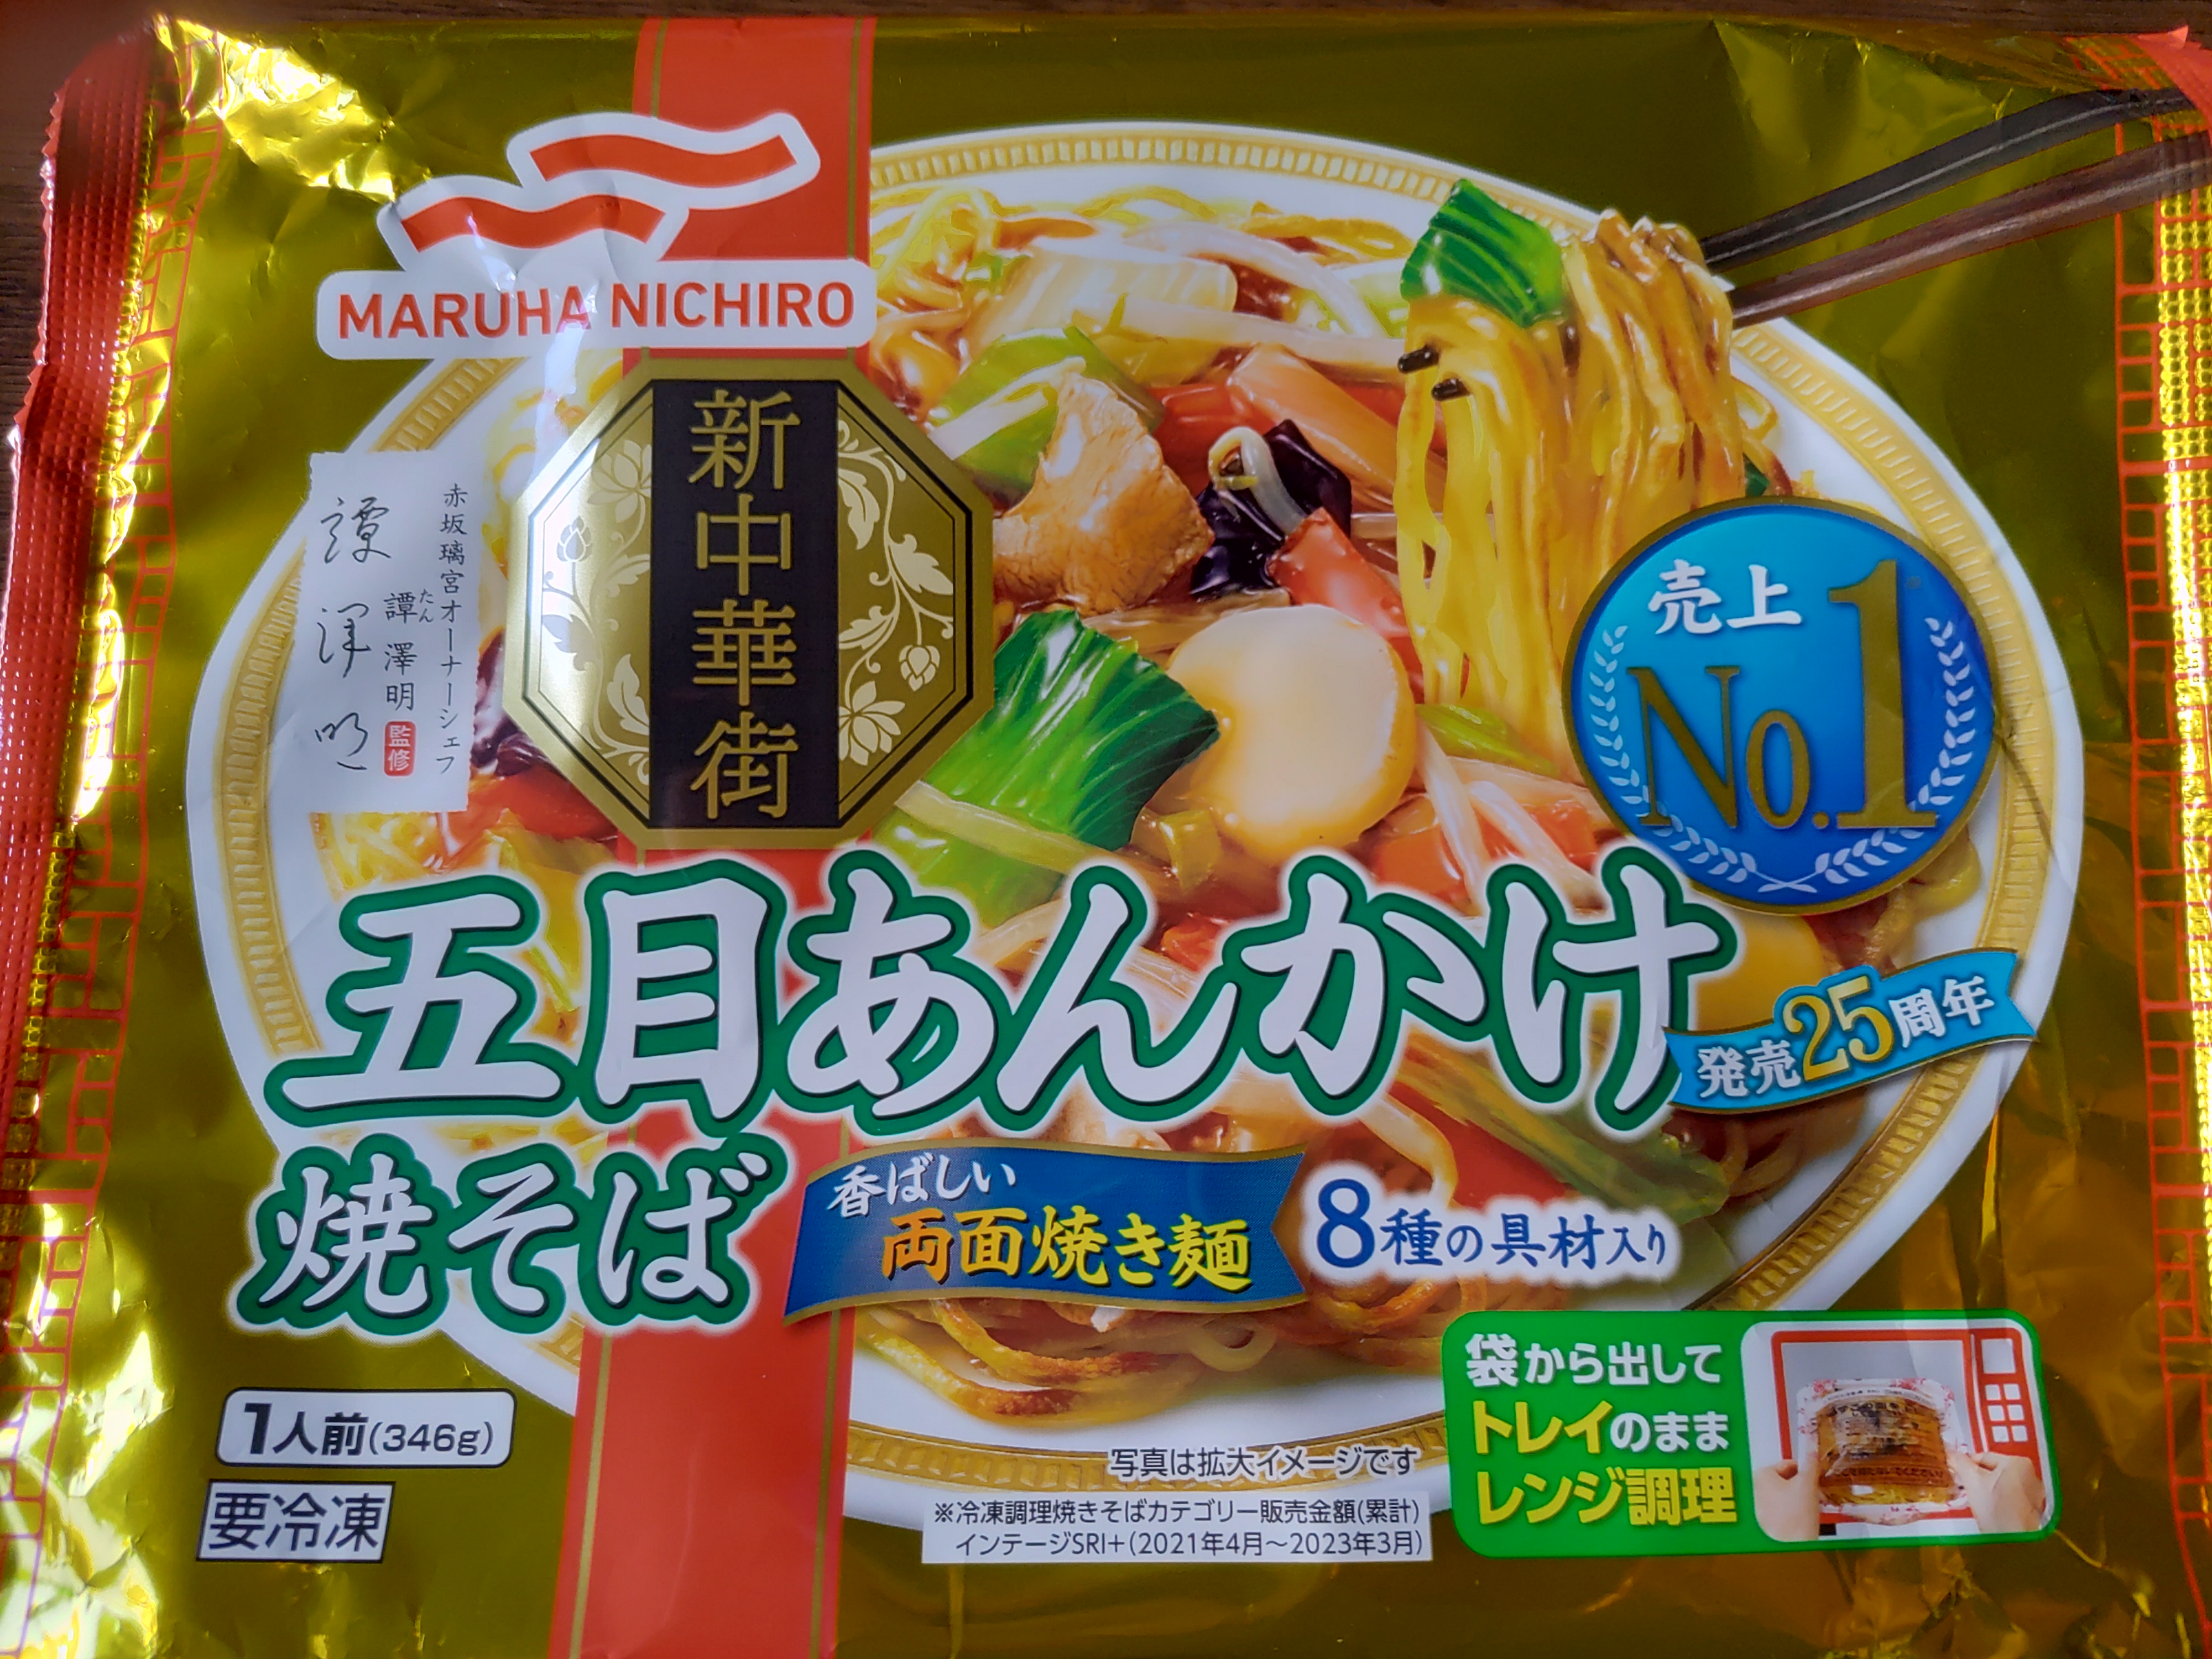 MARUHA NICHIRO
新中華街
赤坂璃宮オーナーシェフ
譚澤明 監修
たん
譚澤明
売上
No.1
五目あんかけ
発売25周年
焼そば
香ばしい
両面焼き麺
8種の具材入り
1人前(346g)
要冷凍
袋から出して
トレイのまま
レンジ調理
写真は拡大イメージです
※冷凍調理焼きそばカテゴリー販売金額(累計)
インテージSRI+(2021年4月～2023年3月)